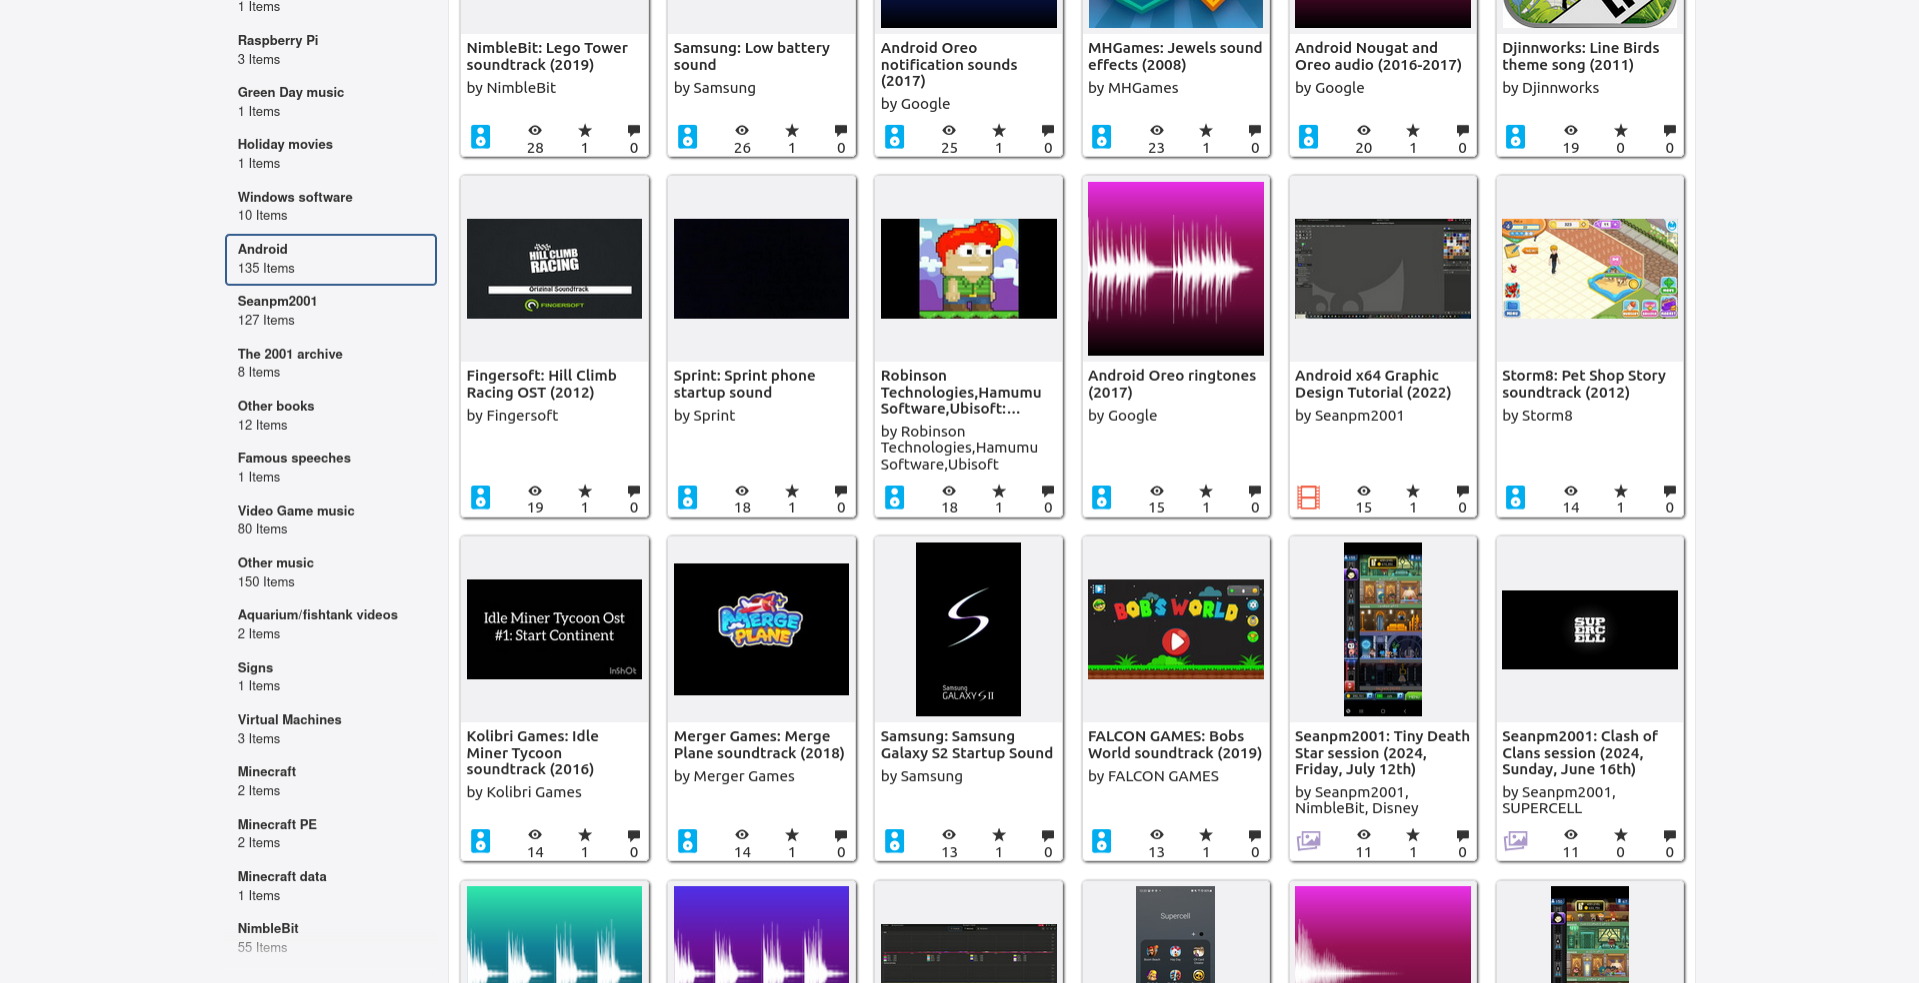 1 Items
Raspberry Pi
3 Items
Green Day music
1 Items
Holiday movies
1 Items
Windows software
10 Items
Android
135 Items
Seanpm2001
127 Items
The 2001 archive
8 Items
Other books
12 Items
Famous speeches
1 Items
Video Game music
80 Items
Other music
150 Items
Aquarium/fishtank videos
2 Items
Signs
1 Items
Virtual Machines
3 Items
Minecraft
2 Items
Minecraft PE
2 Items
Minecraft data
1 Items
NimbleBit
55 Items
NimbleBit: Lego Tower
soundtrack (2019)
by NimbleBit
28 1 0
Samsung: Low battery
sound
by Samsung
26 1 0
Android Oreo
notification sounds
(2017)
by Google
25 1 0
MHGames: Jewels sound
effects (2008)
by MHGames
23 1 0
Android Nougat and
Oreo audio (2016-2017)
by Google
20 1 0
Djinnworks: Line Birds
theme song (2011)
by Djinnworks
19 0 0
HILL CLIMB
RACING
Original Soundtrack
FINGERSOFT
Fingersoft: Hill Climb
Racing OST (2012)
by Fingersoft
19 1 0
Sprint: Sprint phone
startup sound
by Sprint
18 1 0
Robinson
Technologies,Hamumu
Software,Ubisoft:...
by Robinson
Technologies,Hamumu
Software,Ubisoft
18 1 0
Android Oreo ringtones
(2017)
by Google
15 1 0
Android x64 Graphic
Design Tutorial (2022)
by Seanpm2001
15 1 0
Storm8: Pet Shop Story
soundtrack (2012)
by Storm8
14 1 0
Idle Miner Tycoon Ost
#1: Start Continent
InShOt
Kolibri Games: Idle
Miner Tycoon
soundtrack (2016)
by Kolibri Games
14 1 0
MERGE
PLANE
Merger Games: Merge
Plane soundtrack (2018)
by Merger Games
14 1 0
Samsung
GALAXY S II
Samsung: Samsung
Galaxy S2 Startup Sound
by Samsung
13 1 0
BOB'S WORLD
FALCON GAMES: Bobs
World soundtrack (2019)
by FALCON GAMES
13 1 0
Seanpm2001: Tiny Death
Star session (2024,
Friday, July 12th)
by Seanpm2001,
NimbleBit, Disney
11 1 0
SUP
ERC
ELL
Seanpm2001: Clash of
Clans session (2024,
Sunday, June 16th)
by Seanpm2001,
SUPERCELL
11 0 0
Supercell